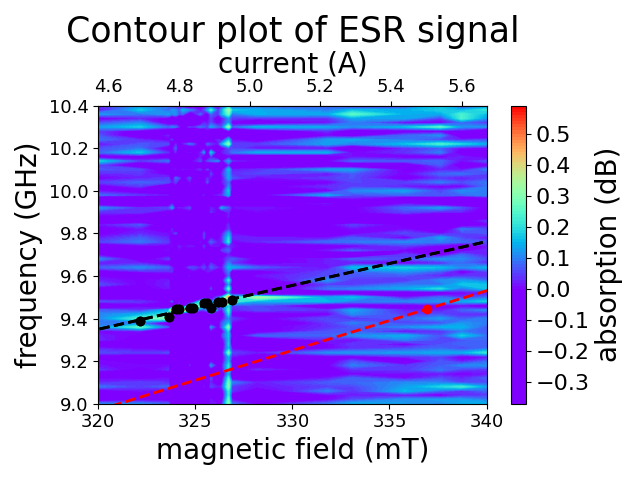 Contour plot of ESR signal
current (A)
4.6 4.8 5.0 5.2 5.4 5.6
10.4
10.2
10.0
9.8
9.6
9.4
9.2
9.0
frequency (GHz)
320 325 330 335 340
magnetic field (mT)
0.5
0.4
0.3
0.2
0.1
0.0
−0.1
−0.2
−0.3
absorption (dB)